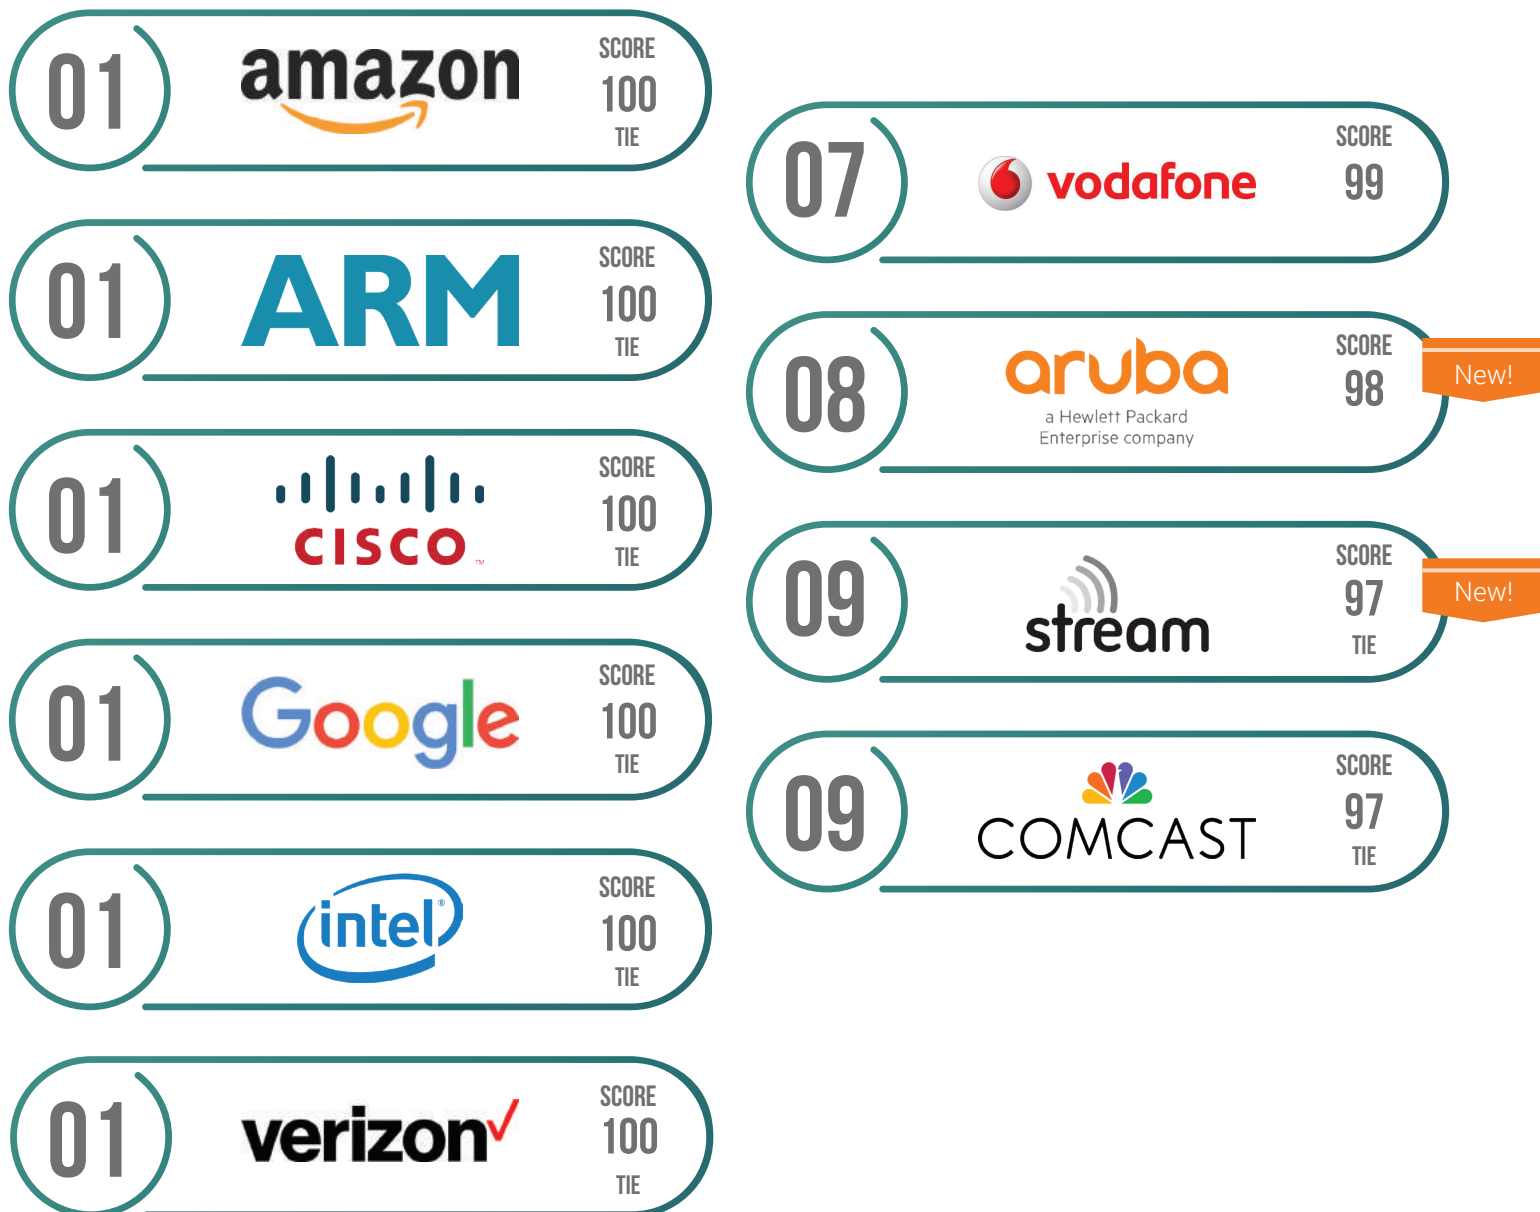 01
amazon
SCORE
100
TIE
01
ARM
SCORE
100
TIE
01
CISCO
TM
SCORE
100
TIE
01
Google
SCORE
100
TIE
01
intel®
SCORE
100
TIE
01
verizon
SCORE
100
TIE
07
vodafone
SCORE
99
08
aruba
a Hewlett Packard
Enterprise company
SCORE
98
New!
09
stream
SCORE
97
TIE
New!
09
COMCAST
SCORE
97
TIE